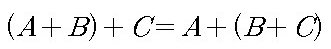 (A + B) + C = A + (B + C)